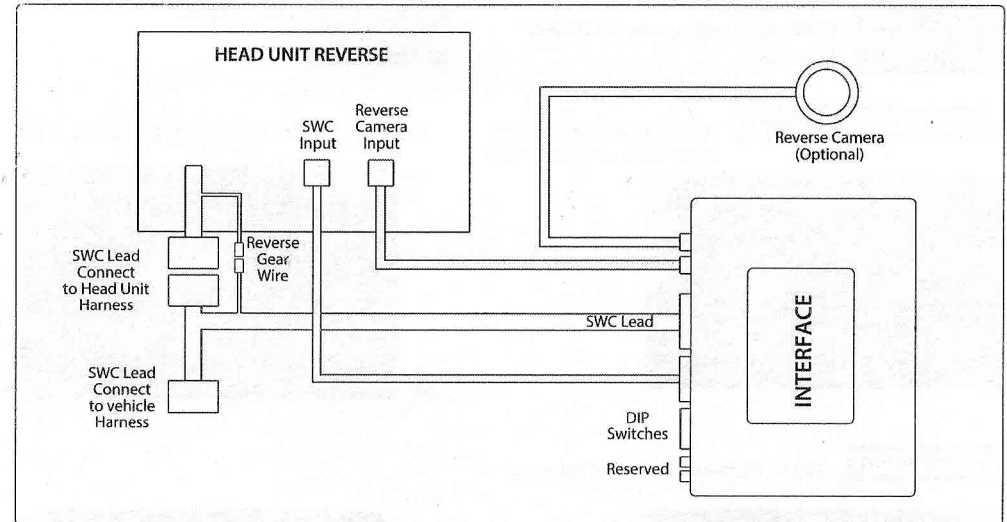 HEAD UNIT REVERSE
SWC
Input
Reverse
Camera
Input
Reverse Camera
(Optional)
Reverse
Gear
Wire
SWC Lead
Connect
to Head Unit
Harness
SWC Lead
INTERFACE
SWC Lead
Connect
to vehicle
Harness
DIP
Switches
Reserved